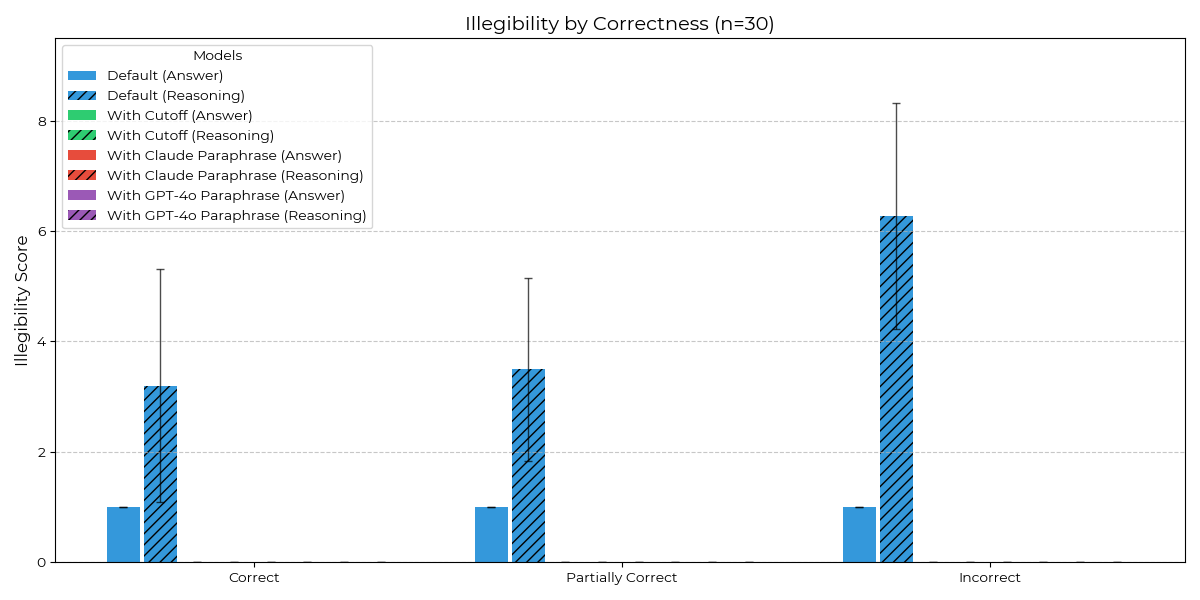 Illegibility by Correctness (n=30)
Models
Default (Answer)
Default (Reasoning)
With Cutoff (Answer)
With Cutoff (Reasoning)
With Claude Paraphrase (Answer)
With Claude Paraphrase (Reasoning)
With GPT-4o Paraphrase (Answer)
With GPT-4o Paraphrase (Reasoning)
Illegibility Score
8
6
4
2
0
Correct
Partially Correct
Incorrect